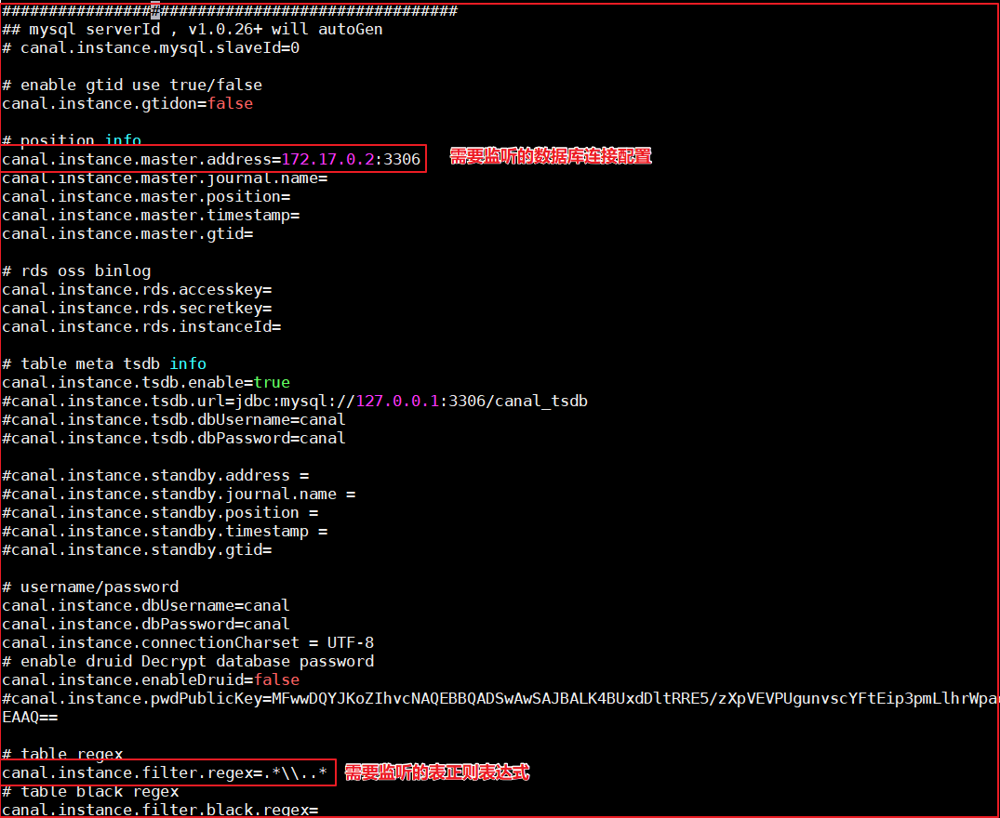 #################################################
## mysql serverId , v1.0.26+ will autoGen
# canal.instance.mysql.slaveId=0
# enable gtid use true/false
canal.instance.gtidon=false
# position info
canal.instance.master.address=172.17.0.2:3306 需要监听的数据库连接配置
canal.instance.master.journal.name=
canal.instance.master.position=
canal.instance.master.timestamp=
canal.instance.master.gtid=
# rds oss binlog
canal.instance.rds.accesskey=
canal.instance.rds.secretkey=
canal.instance.rds.instanceId=
# table meta tsdb info
canal.instance.tsdb.enable=true
#canal.instance.tsdb.url=jdbc:mysql://127.0.0.1:3306/canal_tsdb
#canal.instance.tsdb.dbUsername=canal
#canal.instance.tsdb.dbPassword=canal
#canal.instance.standby.address =
#canal.instance.standby.journal.name =
#canal.instance.standby.position =
#canal.instance.standby.timestamp =
#canal.instance.standby.gtid=
# username/password
canal.instance.dbUsername=canal
canal.instance.dbPassword=canal
canal.instance.connectionCharset = UTF-8
# enable druid Decrypt database password
canal.instance.enableDruid=false
#canal.instance.pwdPublicKey=MFwwDQYJKoZIhvcNAQEBBQADSwAwSAJBALK4BUxdDltRRE5/zXpVEVPUgunvscYFtEip3pmLlhrWpa
EAAQ==
# table regex
canal.instance.filter.regex=.*\\..* 需要监听的表正则表达式
# table black regex
canal.instance.filter.black.regex=